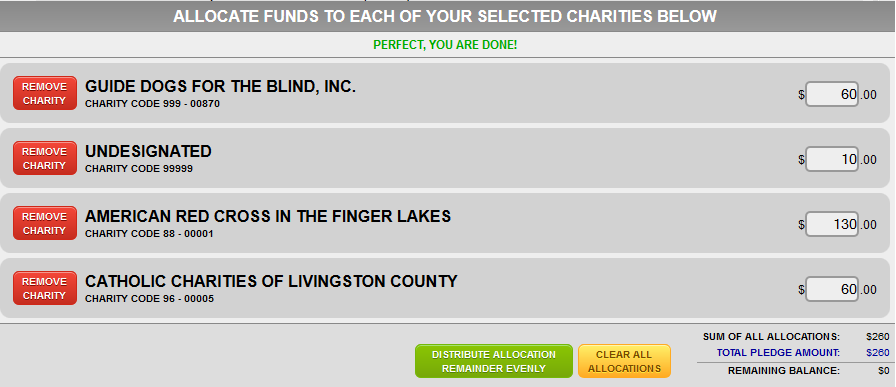 ALLOCATE FUNDS TO EACH OF YOUR SELECTED CHARITIES BELOW
PERFECT, YOU ARE DONE!
REMOVE
CHARITY
GUIDE DOGS FOR THE BLIND, INC.
CHARITY CODE 999 - 00870
$ 60.00
REMOVE
CHARITY
UNDESIGNATED
CHARITY CODE 99999
$ 10.00
REMOVE
CHARITY
AMERICAN RED CROSS IN THE FINGER LAKES
CHARITY CODE 88 - 00001
$ 130.00
REMOVE
CHARITY
CATHOLIC CHARITIES OF LIVINGSTON COUNTY
CHARITY CODE 96 - 00005
$ 60.00
DISTRIBUTE ALLOCATION
REMAINDER EVENLY
CLEAR ALL
ALLOCATIIONS
SUM OF ALL ALLOCATIONS: $260
TOTAL PLEDGE AMOUNT: $260
REMAINING BALANCE: $0